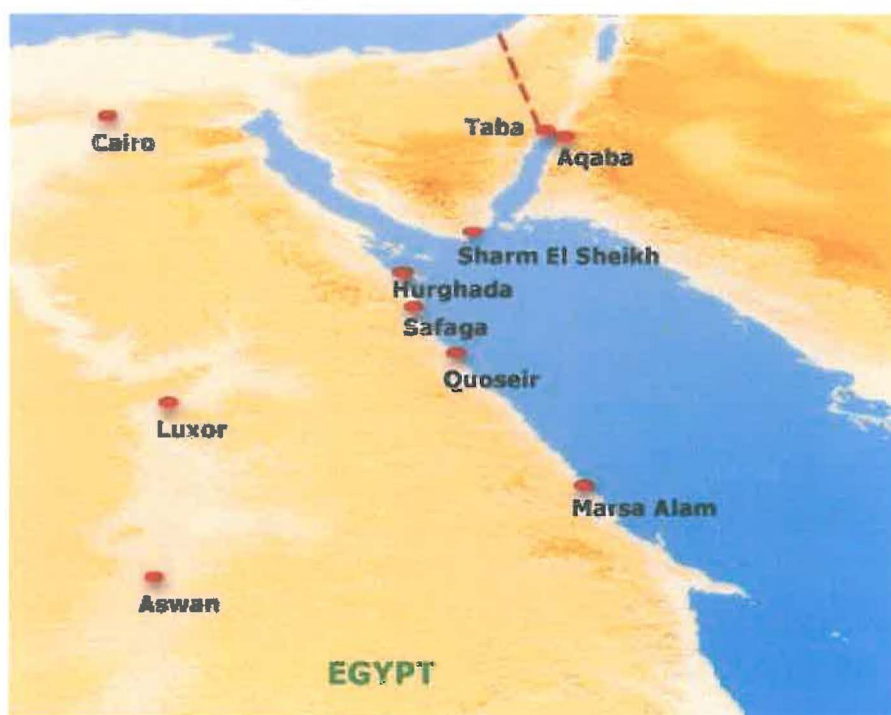 Taba
Cairo
Aqaba
Sharm El Sheikh
Hurghada
Safaga
Quoseir
Luxor
Marsa Alam
Aswan
EGYPT